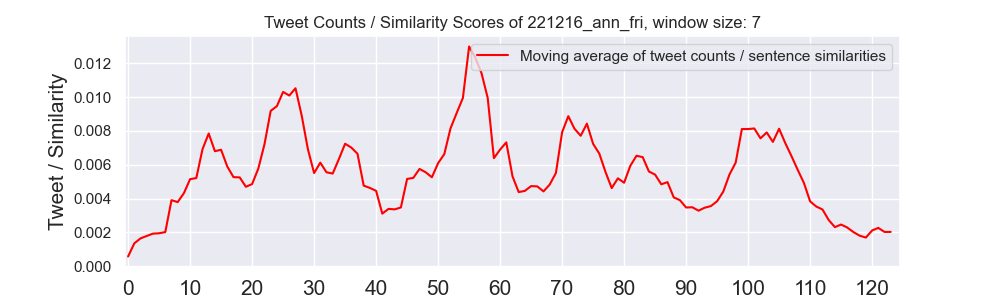 Tweet Counts / Similarity Scores of 221216_ann_fri, window size: 7
Moving average of tweet counts / sentence similarities
Tweet / Similarity
0.012
0.010
0.008
0.006
0.004
0.002
0.000
0 10 20 30 40 50 60 70 80 90 100 110 120